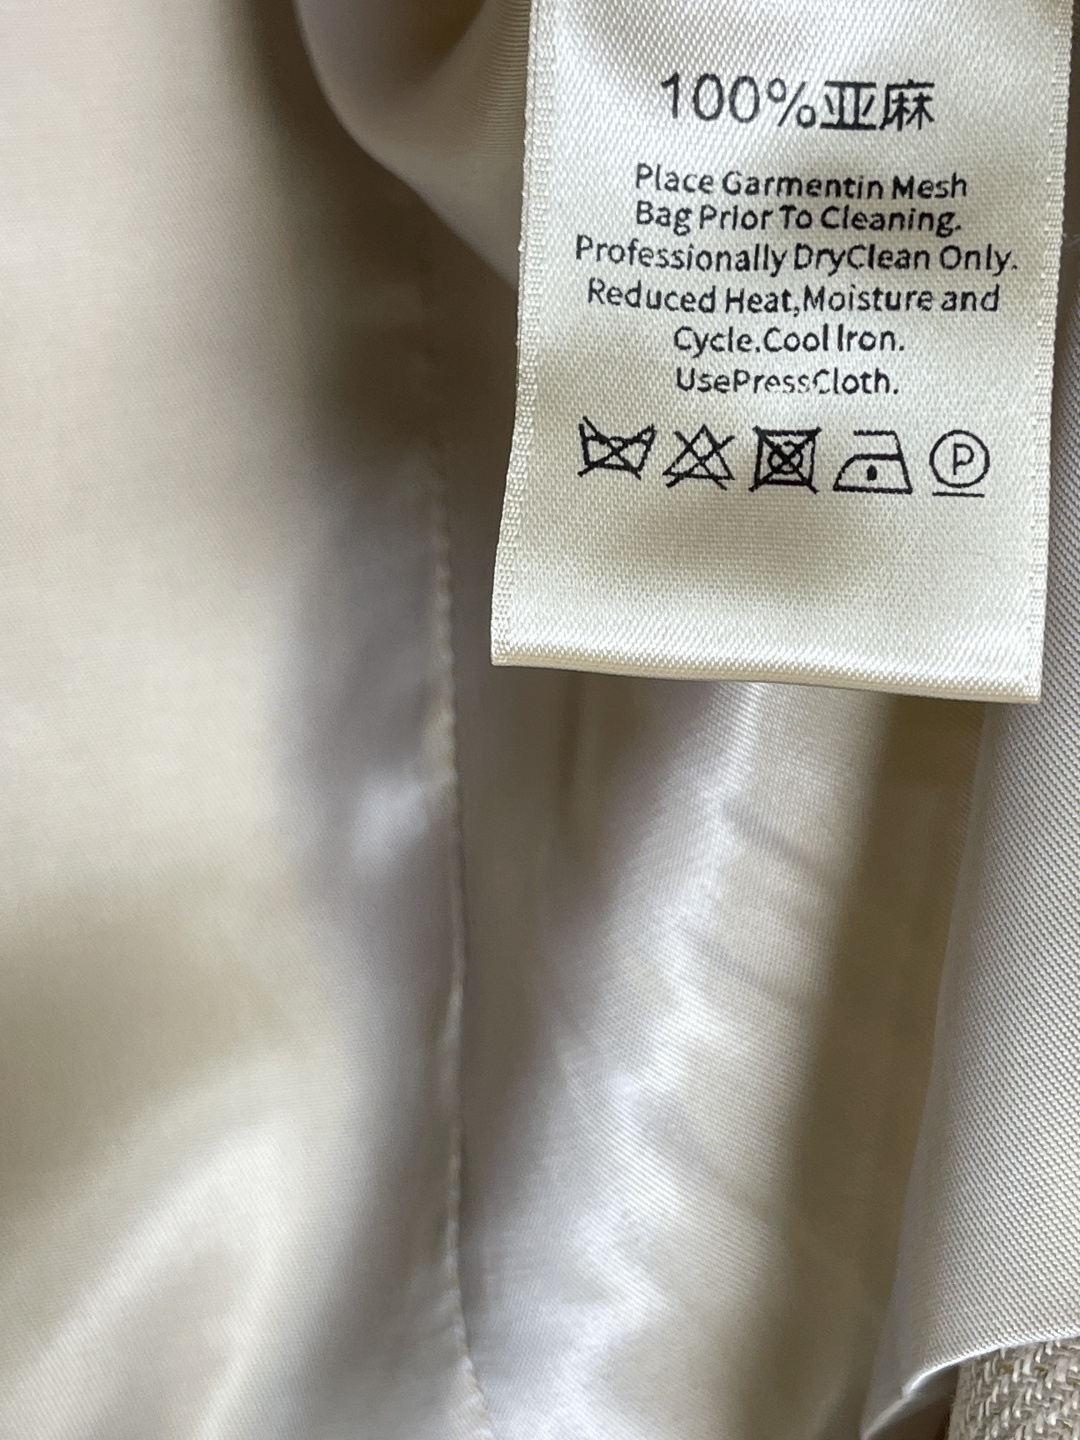 100%亚麻
Place Garmentin Mesh
Bag Prior To Cleaning.
Professionally DryClean Only.
Reduced Heat,Moisture and
Cycle.Cool Iron.
UsePressCloth.
P